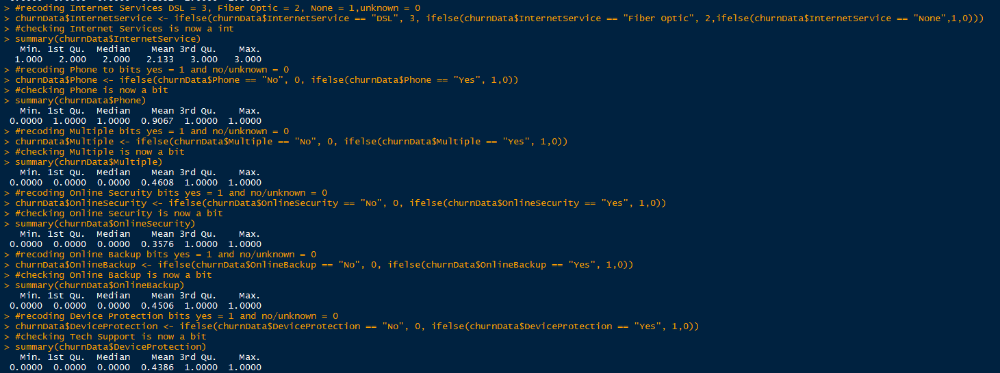 > #recoding Internet Services DSL = 3, Fiber Optic = 2, None = 1,unknown = 0
> churnData$InternetService <- ifelse(churnData$InternetService == "DSL", 3, ifelse(churnData$InternetService == "Fiber Optic", 2,ifelse(churnData$InternetService == "None",1,0)))
> #checking Internet Services is now a int
> summary(churnData$InternetService)
Min. 1st Qu. Median Mean 3rd Qu. Max.
1.000 2.000 2.000 2.133 3.000 3.000
> #recoding Phone to bits yes = 1 and no/unknown = 0
> churnData$Phone <- ifelse(churnData$Phone == "No", 0, ifelse(churnData$Phone == "Yes", 1,0))
> #checking Phone is now a bit
> summary(churnData$Phone)
Min. 1st Qu. Median Mean 3rd Qu. Max.
0.0000 1.0000 1.0000 0.9067 1.0000 1.0000
> #recoding Multiple bits yes = 1 and no/unknown = 0
> churnData$Multiple <- ifelse(churnData$Multiple == "No", 0, ifelse(churnData$Multiple == "Yes", 1,0))
> #checking Multiple is now a bit
> summary(churnData$Multiple)
Min. 1st Qu. Median Mean 3rd Qu. Max.
0.0000 0.0000 0.0000 0.4608 1.0000 1.0000
> #recoding Online Secruity bits yes = 1 and no/unknown = 0
> churnData$OnlineSecurity <- ifelse(churnData$OnlineSecurity == "No", 0, ifelse(churnData$OnlineSecurity == "Yes", 1,0))
> #checking Online Security is now a bit
> summary(churnData$OnlineSecurity)
Min. 1st Qu. Median Mean 3rd Qu. Max.
0.0000 0.0000 0.0000 0.3576 1.0000 1.0000
> #recoding Online Backup bits yes = 1 and no/unknown = 0
> churnData$OnlineBackup <- ifelse(churnData$OnlineBackup == "No", 0, ifelse(churnData$OnlineBackup == "Yes", 1,0))
> #checking Online Backup is now a bit
> summary(churnData$OnlineBackup)
Min. 1st Qu. Median Mean 3rd Qu. Max.
0.0000 0.0000 0.0000 0.4506 1.0000 1.0000
> #recoding Device Protection bits yes = 1 and no/unknown = 0
> churnData$DeviceProtection <- ifelse(churnData$DeviceProtection == "No", 0, ifelse(churnData$DeviceProtection == "Yes", 1,0))
> #checking Tech Support is now a bit
> summary(churnData$DeviceProtection)
Min. 1st Qu. Median Mean 3rd Qu. Max.
0.0000 0.0000 0.0000 0.4386 1.0000 1.0000